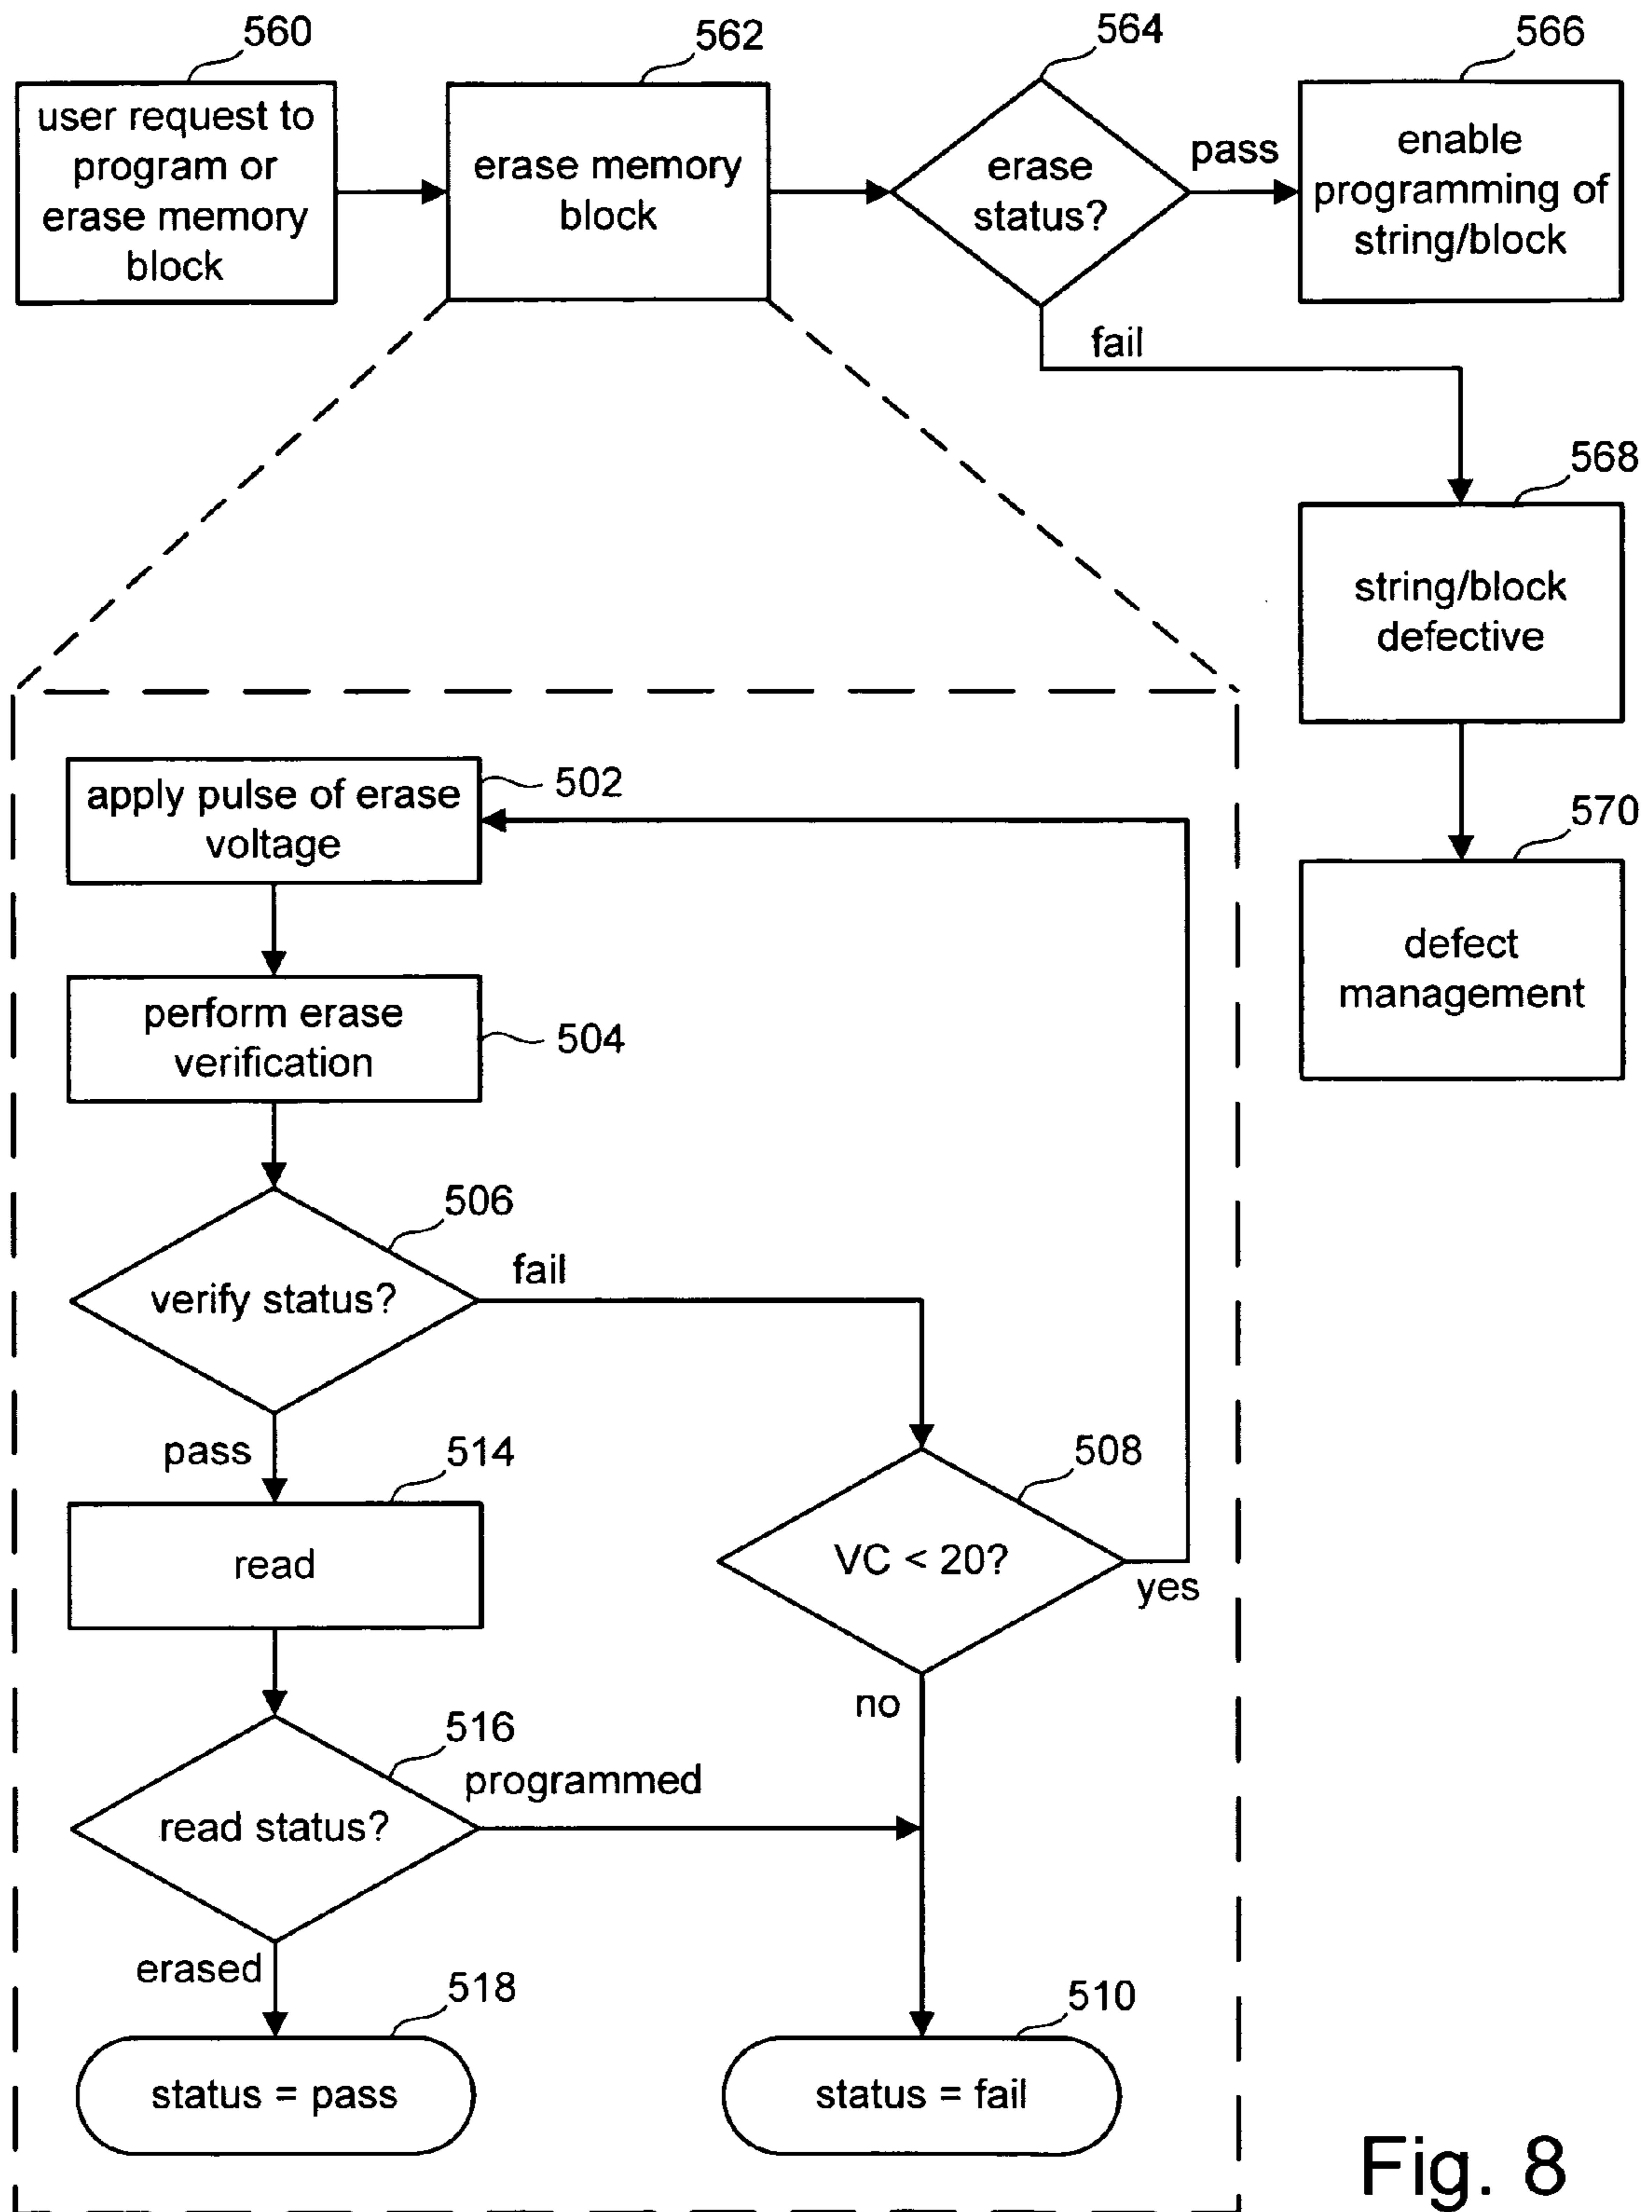 560
562
564
566
user request to
program or
erase memory
block
erase memory
block
erase
status?
pass
enable
programming of
string/block
fail
568
string/block
defective
570
defect
management
apply pulse of erase
voltage
502
perform erase
verification
504
506
verify status?
fail
pass
514
read
508
VC < 20?
yes
no
516
read status?
programmed
erased
518
status = pass
510
status = fail
Fig. 8